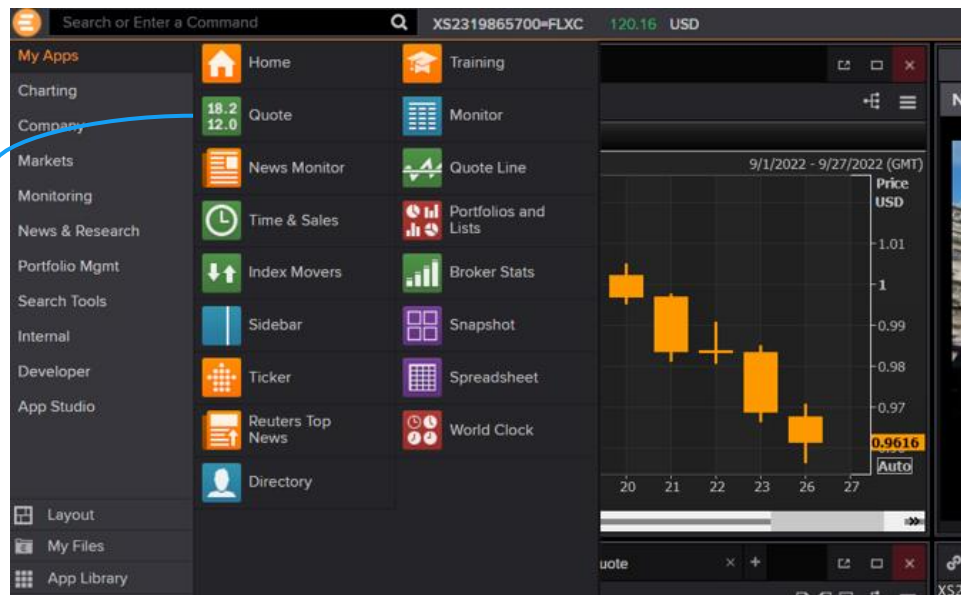 Search or Enter a Command
XS2319865700=FLXC 120.16 USD
My Apps
Charting
Company
Markets
Monitoring
News & Research
Portfolio Mgmt
Search Tools
Internal
Developer
App Studio
Layout
My Files
App Library
Home
Training
18.2
12.0
Quote
Monitor
News Monitor
Quote Line
Time & Sales
Portfolios and
Lists
Index Movers
Broker Stats
Sidebar
Snapshot
Ticker
Spreadsheet
Reuters Top
News
World Clock
Directory
9/1/2022 - 9/27/2022 (GMT)
Price
USD
1.01
1
0.99
0.98
0.97
0.9616
Auto
20 21 22 23 26 27
uote
N
XS2